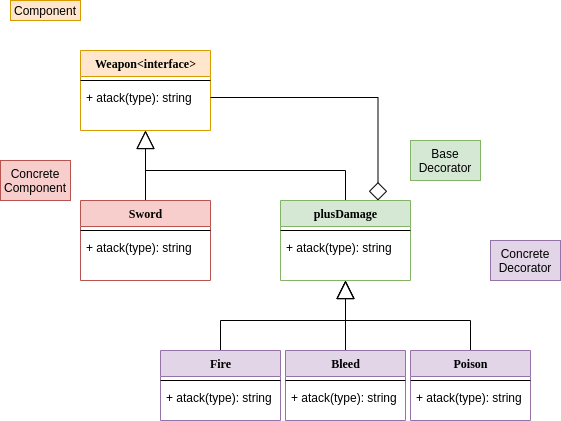 Component
Weapon<interface>
+ atack(type): string
Base
Decorator
Concrete
Component
Sword
+ atack(type): string
plusDamage
+ atack(type): string
Concrete
Decorator
Fire
+ atack(type): string
Bleed
+ atack(type): string
Poison
+ atack(type): string